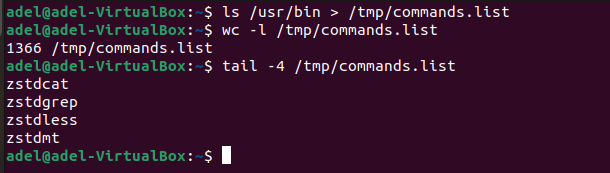 adel@adel-VirtualBox:~$ ls /usr/bin > /tmp/commands.list
adel@adel-VirtualBox:~$ wc -l /tmp/commands.list
1366 /tmp/commands.list
adel@adel-VirtualBox:~$ tail -4 /tmp/commands.list
zstdcat
zstdgrep
zstdless
zstdmt
adel@adel-VirtualBox:~$